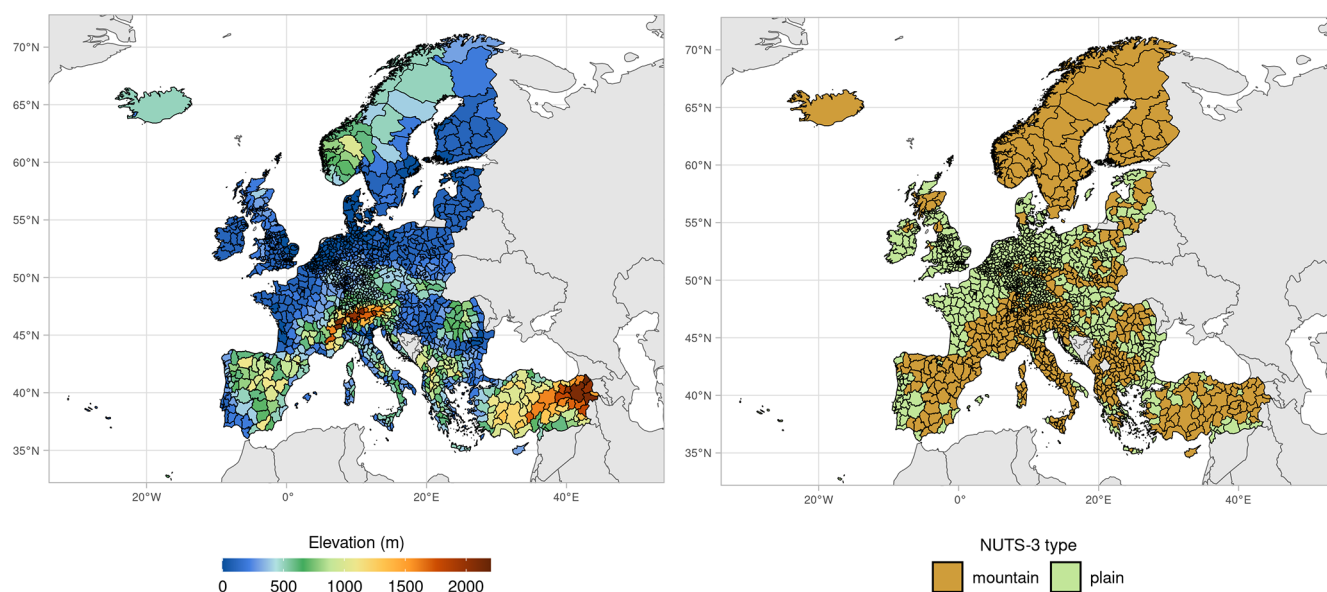 70°N
65°N
60°N
55°N
50°N
45°N
40°N
35°N
20°W 0° 20°E 40°E
Elevation (m)
0 500 1000 1500 2000
70°N
65°N
60°N
55°N
50°N
45°N
40°N
35°N
20°W 0° 20°E 40°E
NUTS-3 type
mountain plain